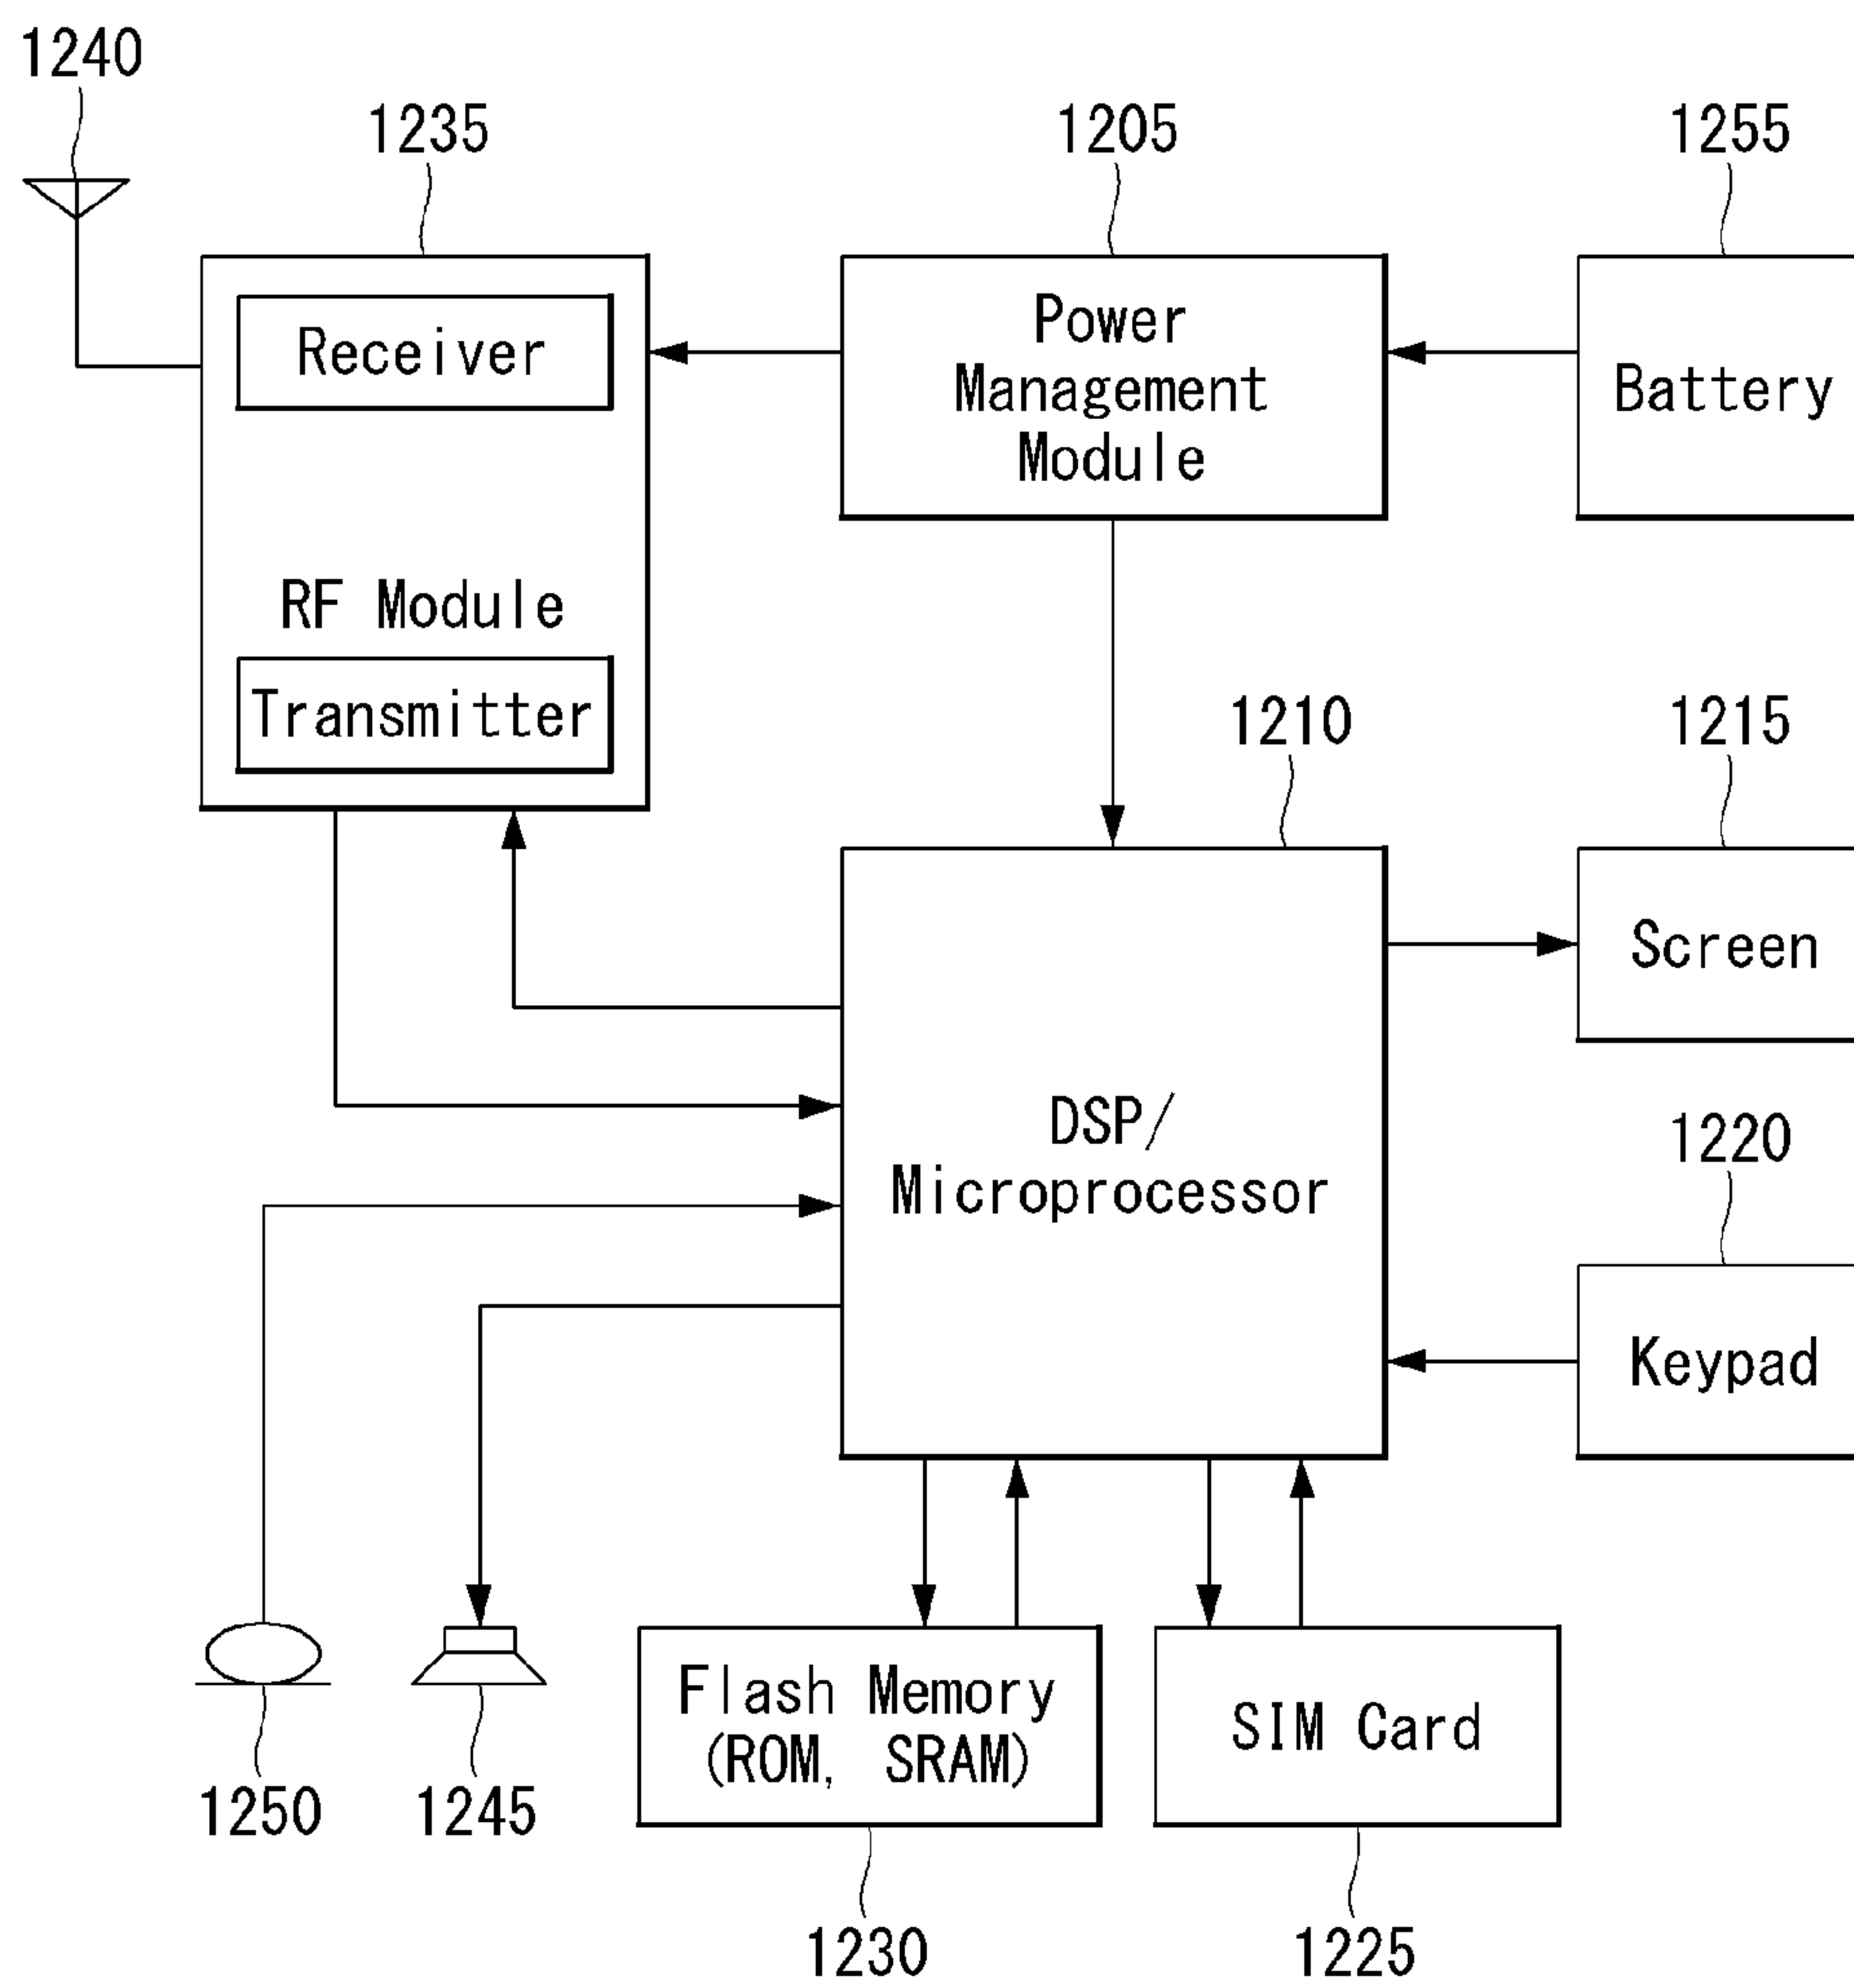 1240
1235
1205
1255
Receiver
RF Module
Transmitter
Power
Management
Module
Battery
1210
1215
DSP/
Microprocessor
Screen
1220
Keypad
Flash Memory
(ROM, SRAM)
SIM Card
1250
1245
1230
1225